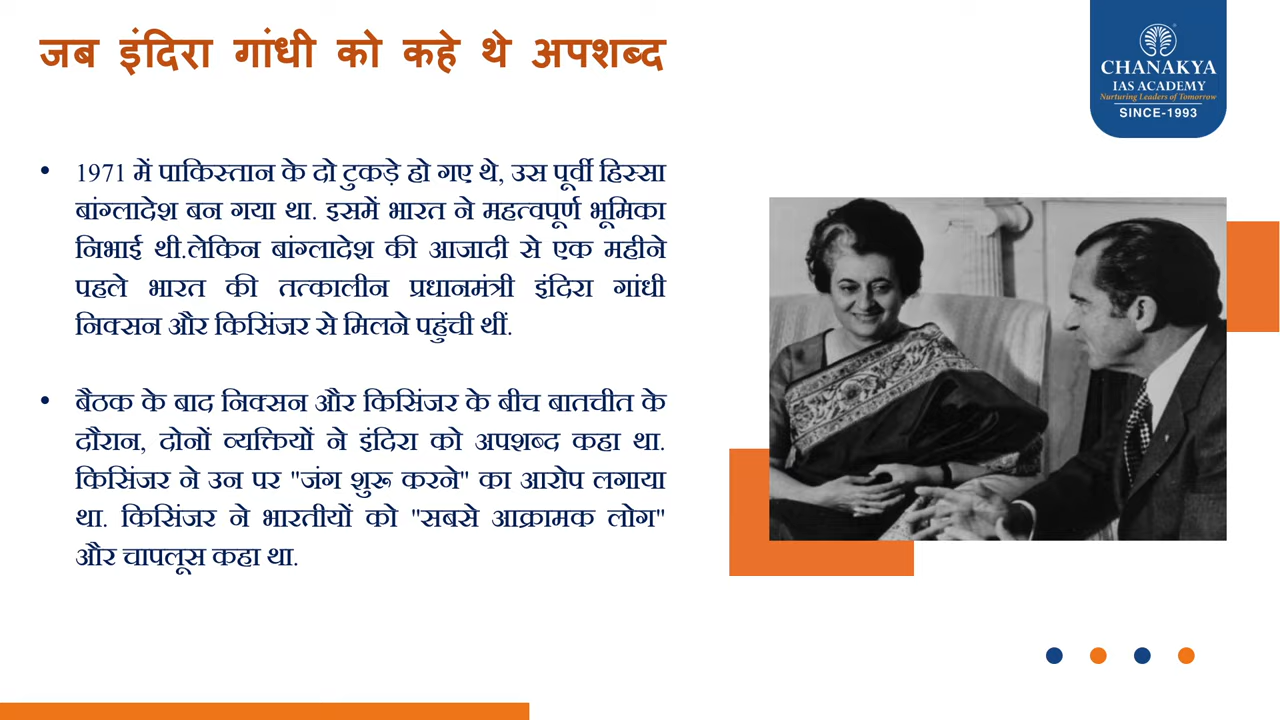 जब इंदिरा गांधी को कहे थे अपशब्द
CHANAKYA
IAS ACADEMY
Nurturing Leaders of Tomorrow
SINCE-1993
• 1971 में पाकिस्तान के दो टुकड़े हो गए थे, उस पूर्वी हिस्सा
बांग्लादेश बन गया था. इसमें भारत ने महत्वपूर्ण भूमिका
निभाई थी.लेकिन बांग्लादेश की आजादी से एक महीने
पहले भारत की तत्कालीन प्रधानमंत्री इंदिरा गांधी
निक्सन और किसिंजर से मिलने पहुंची थीं.
• बैठक के बाद निक्सन और किसिंजर के बीच बातचीत के
दौरान, दोनों व्यक्तियों ने इंदिरा को अपशब्द कहा था.
किसिंजर ने उन पर "जंग शुरू करने" का आरोप लगाया
था. किसिंजर ने भारतीयों को "सबसे आक्रामक लोग"
और चापलूस कहा था.